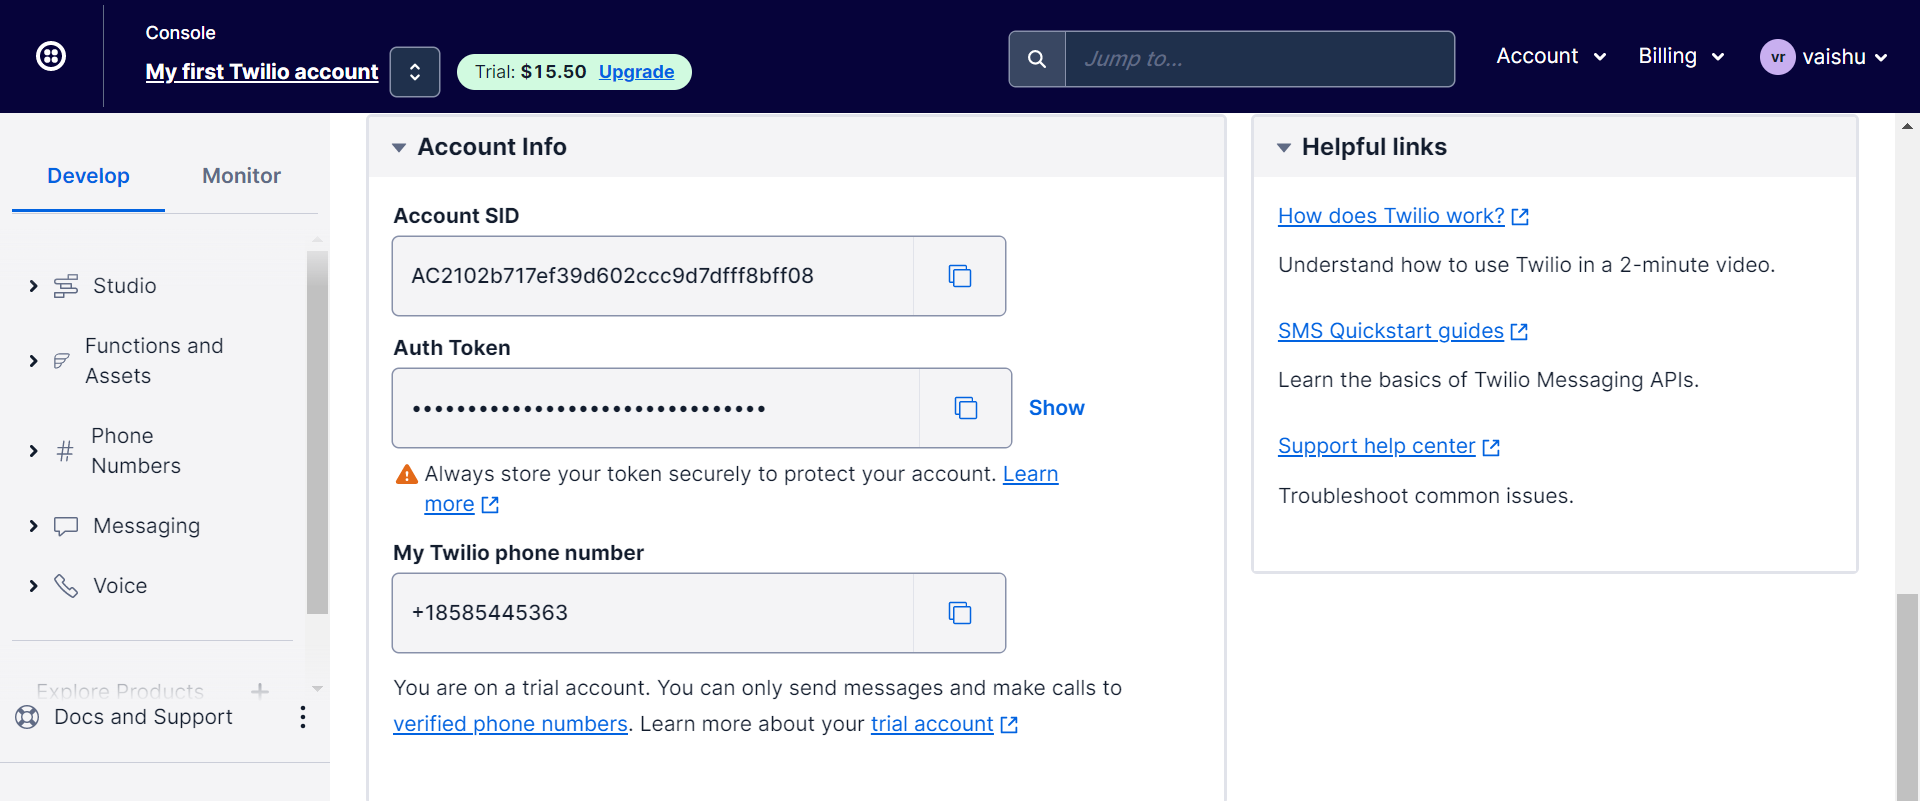 Console
My first Twilio account
Trial: $15.50 Upgrade
Jump to...
Account
Billing
vr vaishu
Develop
Monitor
Studio
Functions and
Assets
Phone
Numbers
Messaging
Voice
Explore Products
Docs and Support
Account Info
Account SID
AC2102b717ef39d602ccc9d7dfff8bff08
Auth Token
••••••••••••••••••••••••••••••••
Show
Always store your token securely to protect your account. Learn
more
My Twilio phone number
+18585445363
You are on a trial account. You can only send messages and make calls to
verified phone numbers. Learn more about your trial account
Helpful links
How does Twilio work?
Understand how to use Twilio in a 2-minute video.
SMS Quickstart guides
Learn the basics of Twilio Messaging APIs.
Support help center
Troubleshoot common issues.